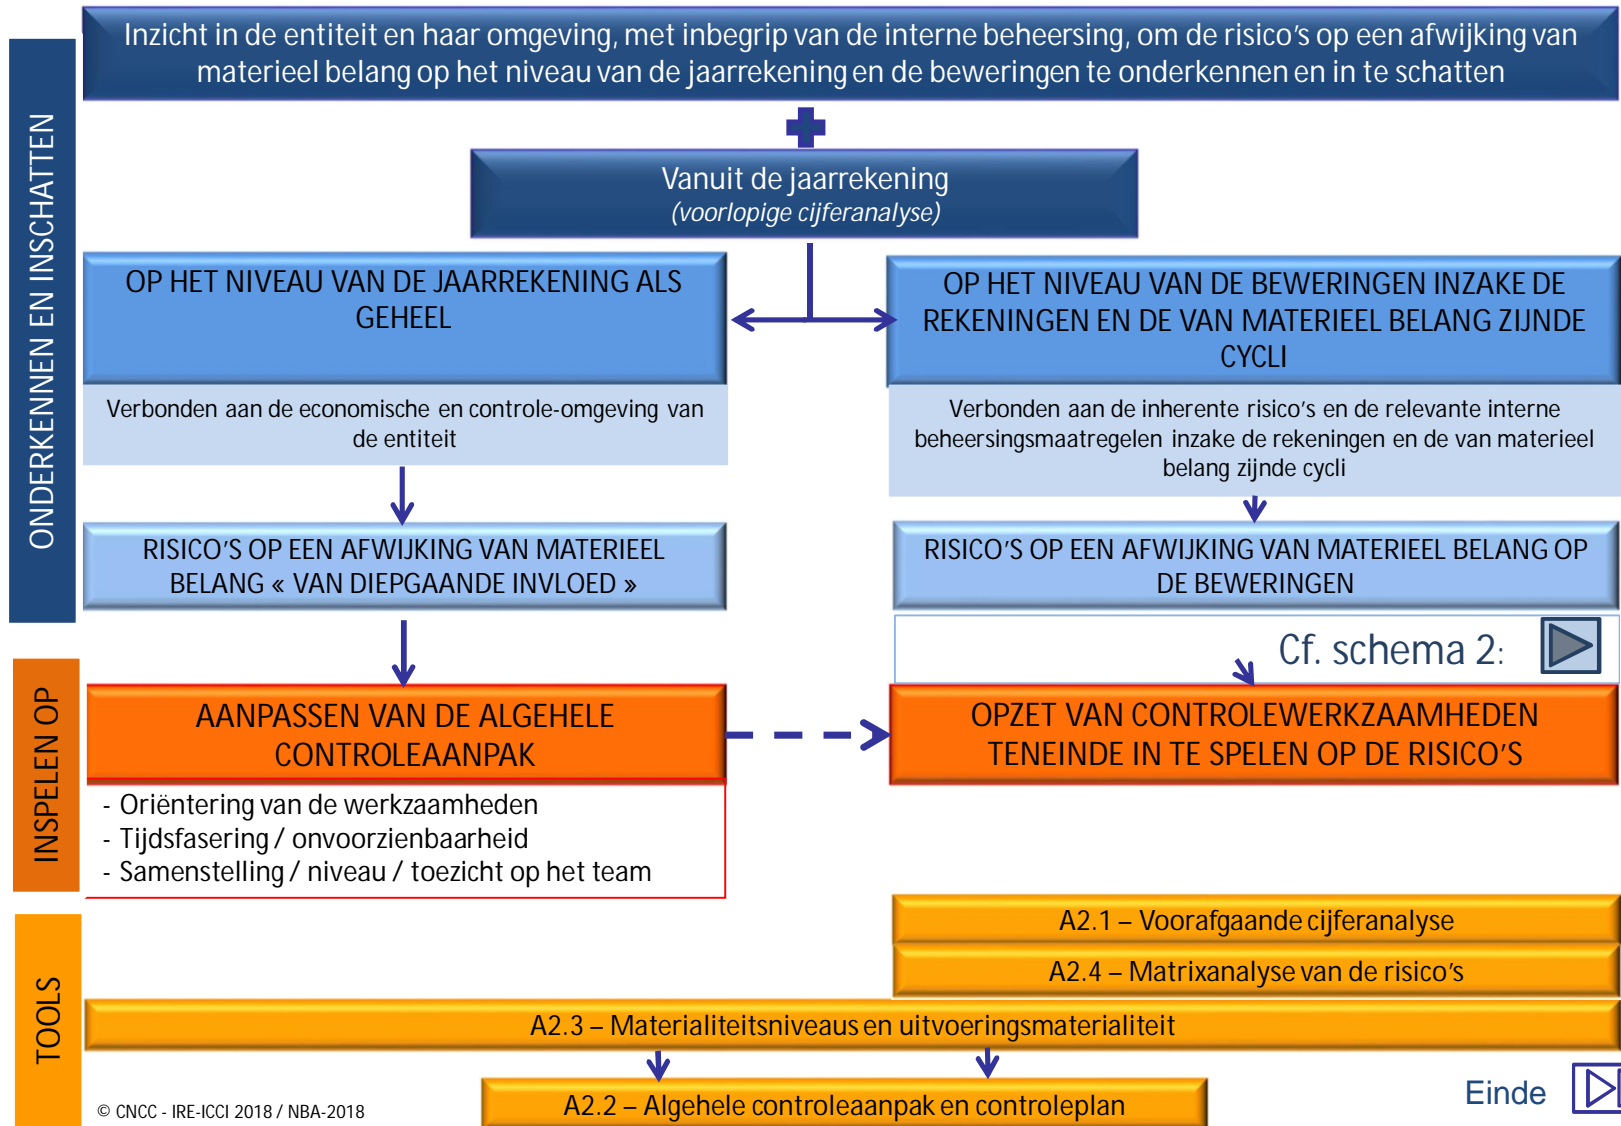 Inzicht in de entiteit en haar omgeving, met inbegrip van de interne beheersing, om de risico's op een afwijking van
materieel belang op het niveau van de jaarrekening en de beweringen te onderkennen en in te schatten
ONDERKENNEN EN INSCHATTEN
Vanuit de jaarrekening
(voorlopige cijferanalyse)
OP HET NIVEAU VAN DE JAARREKENING ALS
GEHEEL
OP HET NIVEAU VAN DE BEWERINGEN INZAKE DE
REKENINGEN EN DE VAN MATERIEEL BELANG ZIJNDE
CYCLI
Verbonden aan de economische en controle-omgeving van
de entiteit
Verbonden aan de inherente risico's en de relevante interne
beheersingsmaatregelen inzake de rekeningen en de van materieel
belang zijnde cycli
RISICO'S OP EEN AFWIJKING VAN MATERIEEL
BELANG « VAN DIEPGAANDE INVLOED »
RISICO'S OP EEN AFWIJKING VAN MATERIEEL BELANG OP
DE BEWERINGEN
Cf. schema 2:
INSPELEN OP
AANPASSEN VAN DE ALGEHELE
CONTROLEAANPAK
OPZET VAN CONTROLEWERKZAAMHEDEN
TENEINDE IN TE SPELEN OP DE RISICO'S
- Oriëntering van de werkzaamheden
- Tijdsfasering / onvoorzienbaarheid
- Samenstelling / niveau / toezicht op het team
TOOLS
A2.1 – Voorafgaande cijferanalyse
A2.4 – Matrixanalyse van de risico's
A2.3 – Materialiteitsniveaus en uitvoeringsmaterialiteit
A2.2 – Algehele controleaanpak en controleplan
Einde
© CNCC - IRE-ICCI 2018 / NBA-2018